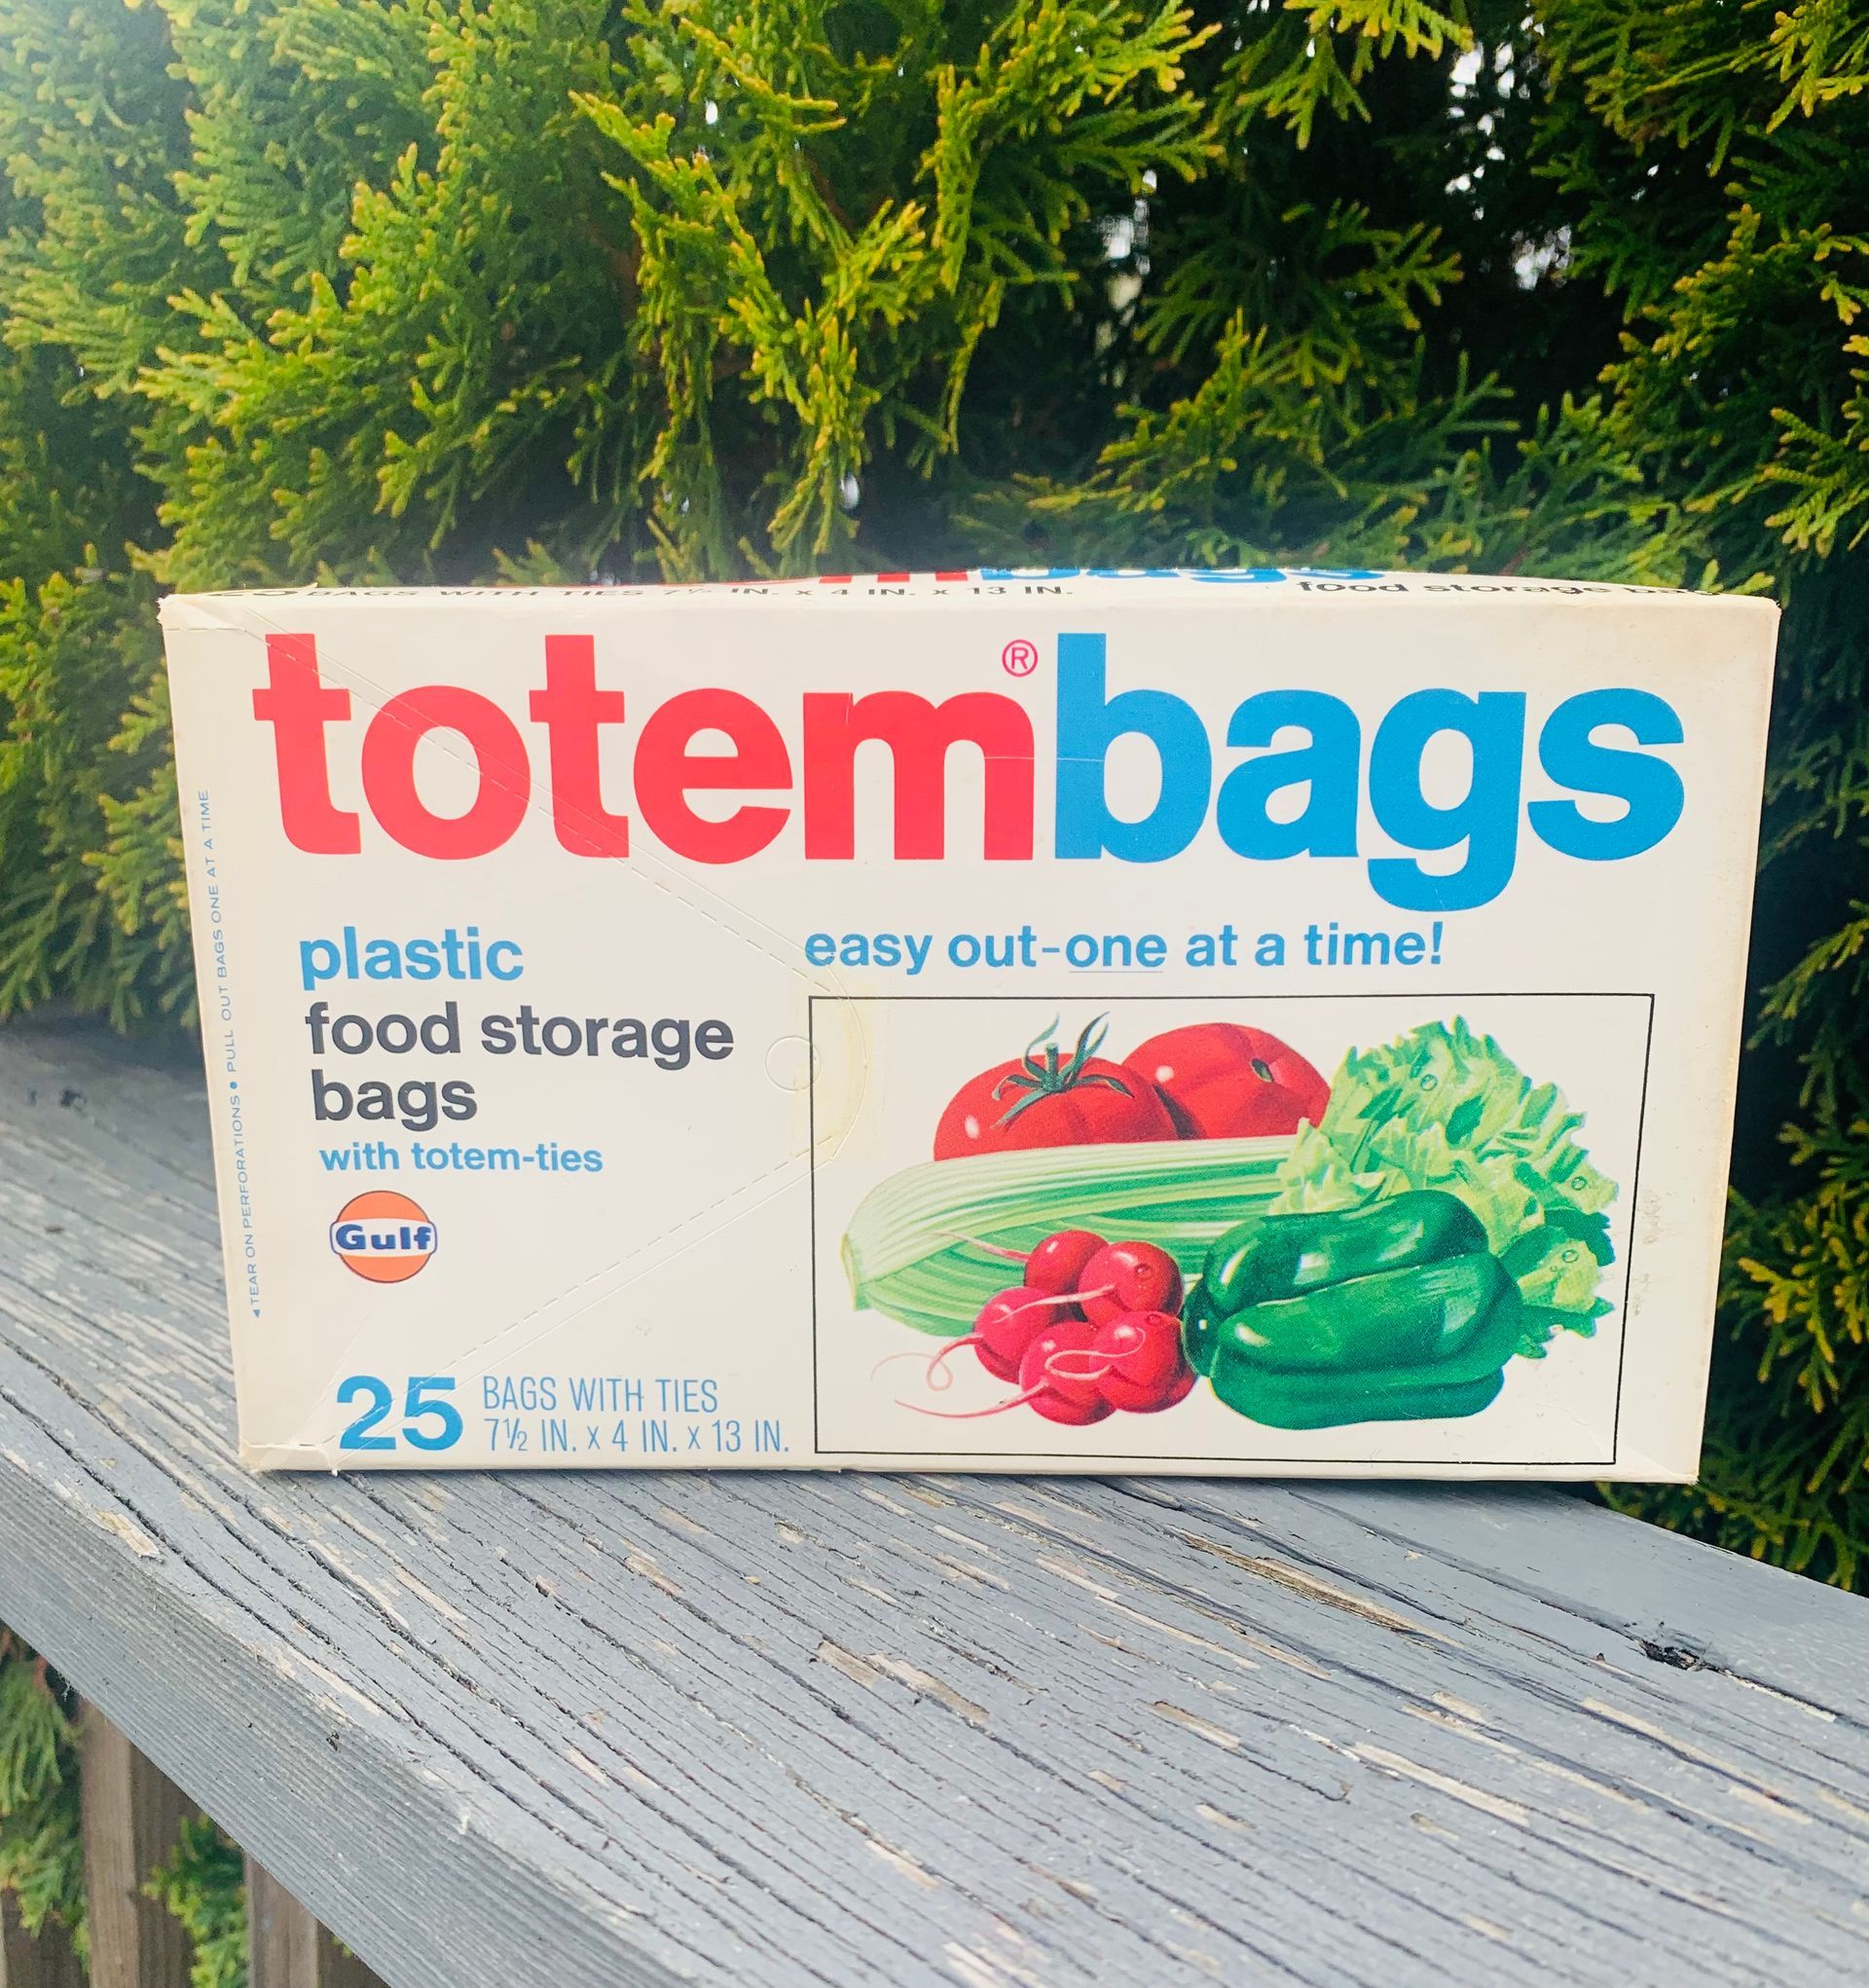 BAGS WITH TIES 7½ IN. x 4 IN. x 13 IN.
food storage
totem®bags
plastic
food storage
bags
with totem-ties
Gulf
25 BAGS WITH TIES
7½ IN. x 4 IN. x 13 IN.
easy out-one at a time!
◄TEAR ON PERFORATIONS • PULL OUT BAGS ONE AT A TIME